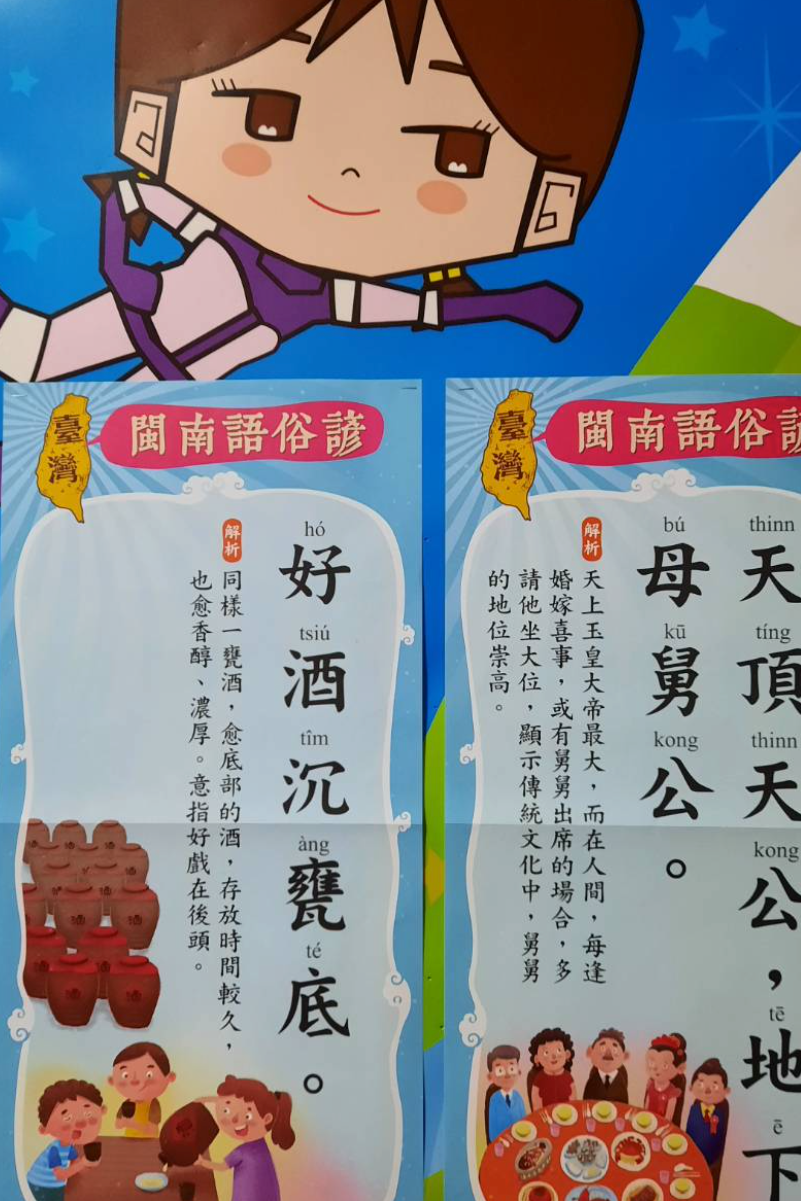 臺灣
閩南語俗諺
hó tsiú tîm àng té
好酒沉甕底。
解析
同樣一甕酒，愈底部的酒，存放時間較久，
也愈香醇、濃厚。意指好戲在後頭。
臺灣
閩南語俗諺
thinn tíng thinn kong tē ē
天頂天公，地下
bú kū kong
母舅公。
解析
天上玉皇大帝最大，而在人間，每逢
婚嫁喜事，或有舅舅出席的場合，多
請他坐大位，顯示傳統文化中，舅舅
的地位崇高。